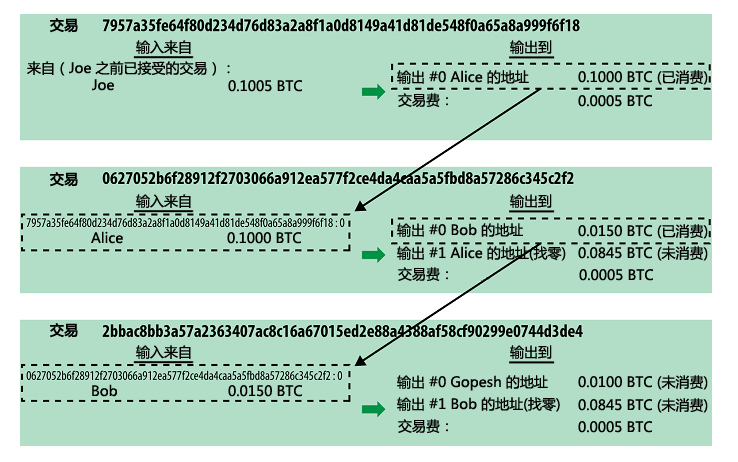 交易 7957a35fe64f80d234d76d83a2a8f1a0d8149a41d81de548f0a65a8a999f6f18
输入来自 输出到
来自（Joe 之前已接受的交易）：
Joe 0.1005 BTC
输出 #0 Alice 的地址 0.1000 BTC (已消费)
交易费： 0.0005 BTC
交易 0627052b6f28912f2703066a912ea577f2ce4da4caa5a5fbd8a57286c345c2f2
输入来自 输出到
7957a35fe64f80d234d76d83a2a8f1a0d8149a41d81de548f0a65a8a999f6f18 : 0
Alice 0.1000 BTC
输出 #0 Bob 的地址 0.0150 BTC (已消费)
输出 #1 Alice 的地址(找零) 0.0845 BTC (未消费)
交易费： 0.0005 BTC
交易 2bbac8bb3a57a2363407ac8c16a67015ed2e88a4388af58cf90299e0744d3de4
输入来自 输出到
0627052b6f28912f2703066a912ea577f2ce4da4caa5a5fbd8a57286c345c2f2 : 0
Bob 0.0150 BTC
输出 #0 Gopesh 的地址 0.0100 BTC (未消费)
输出 #1 Bob 的地址(找零) 0.0845 BTC (未消费)
交易费： 0.0005 BTC